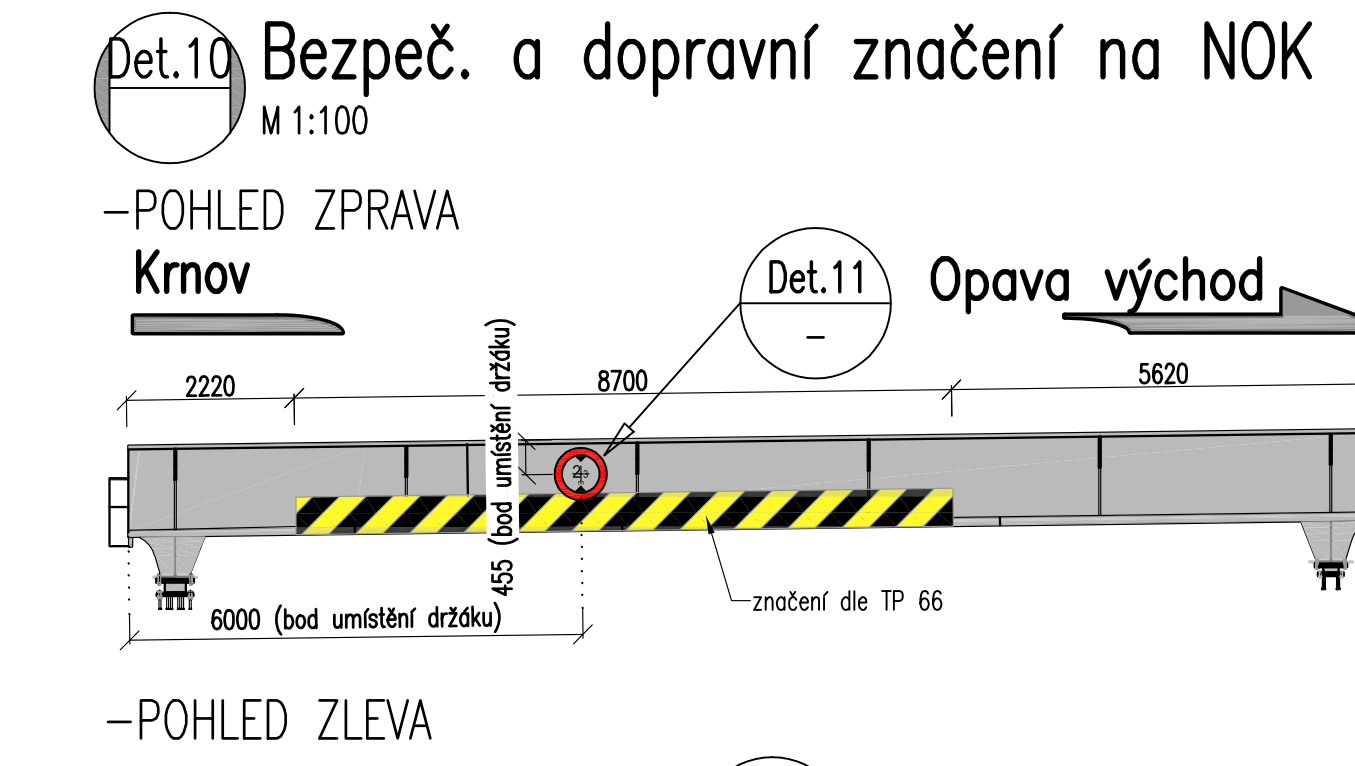 Det.10
Bezpeč. a dopravní značení na NOK
M 1:100
-POHLED ZPRAVA
Krnov
Det.11
-
Opava východ
2220
8700
5620
455 (bod umístění držáku)
6000 (bod umístění držáku)
značení dle TP 66
-POHLED ZLEVA